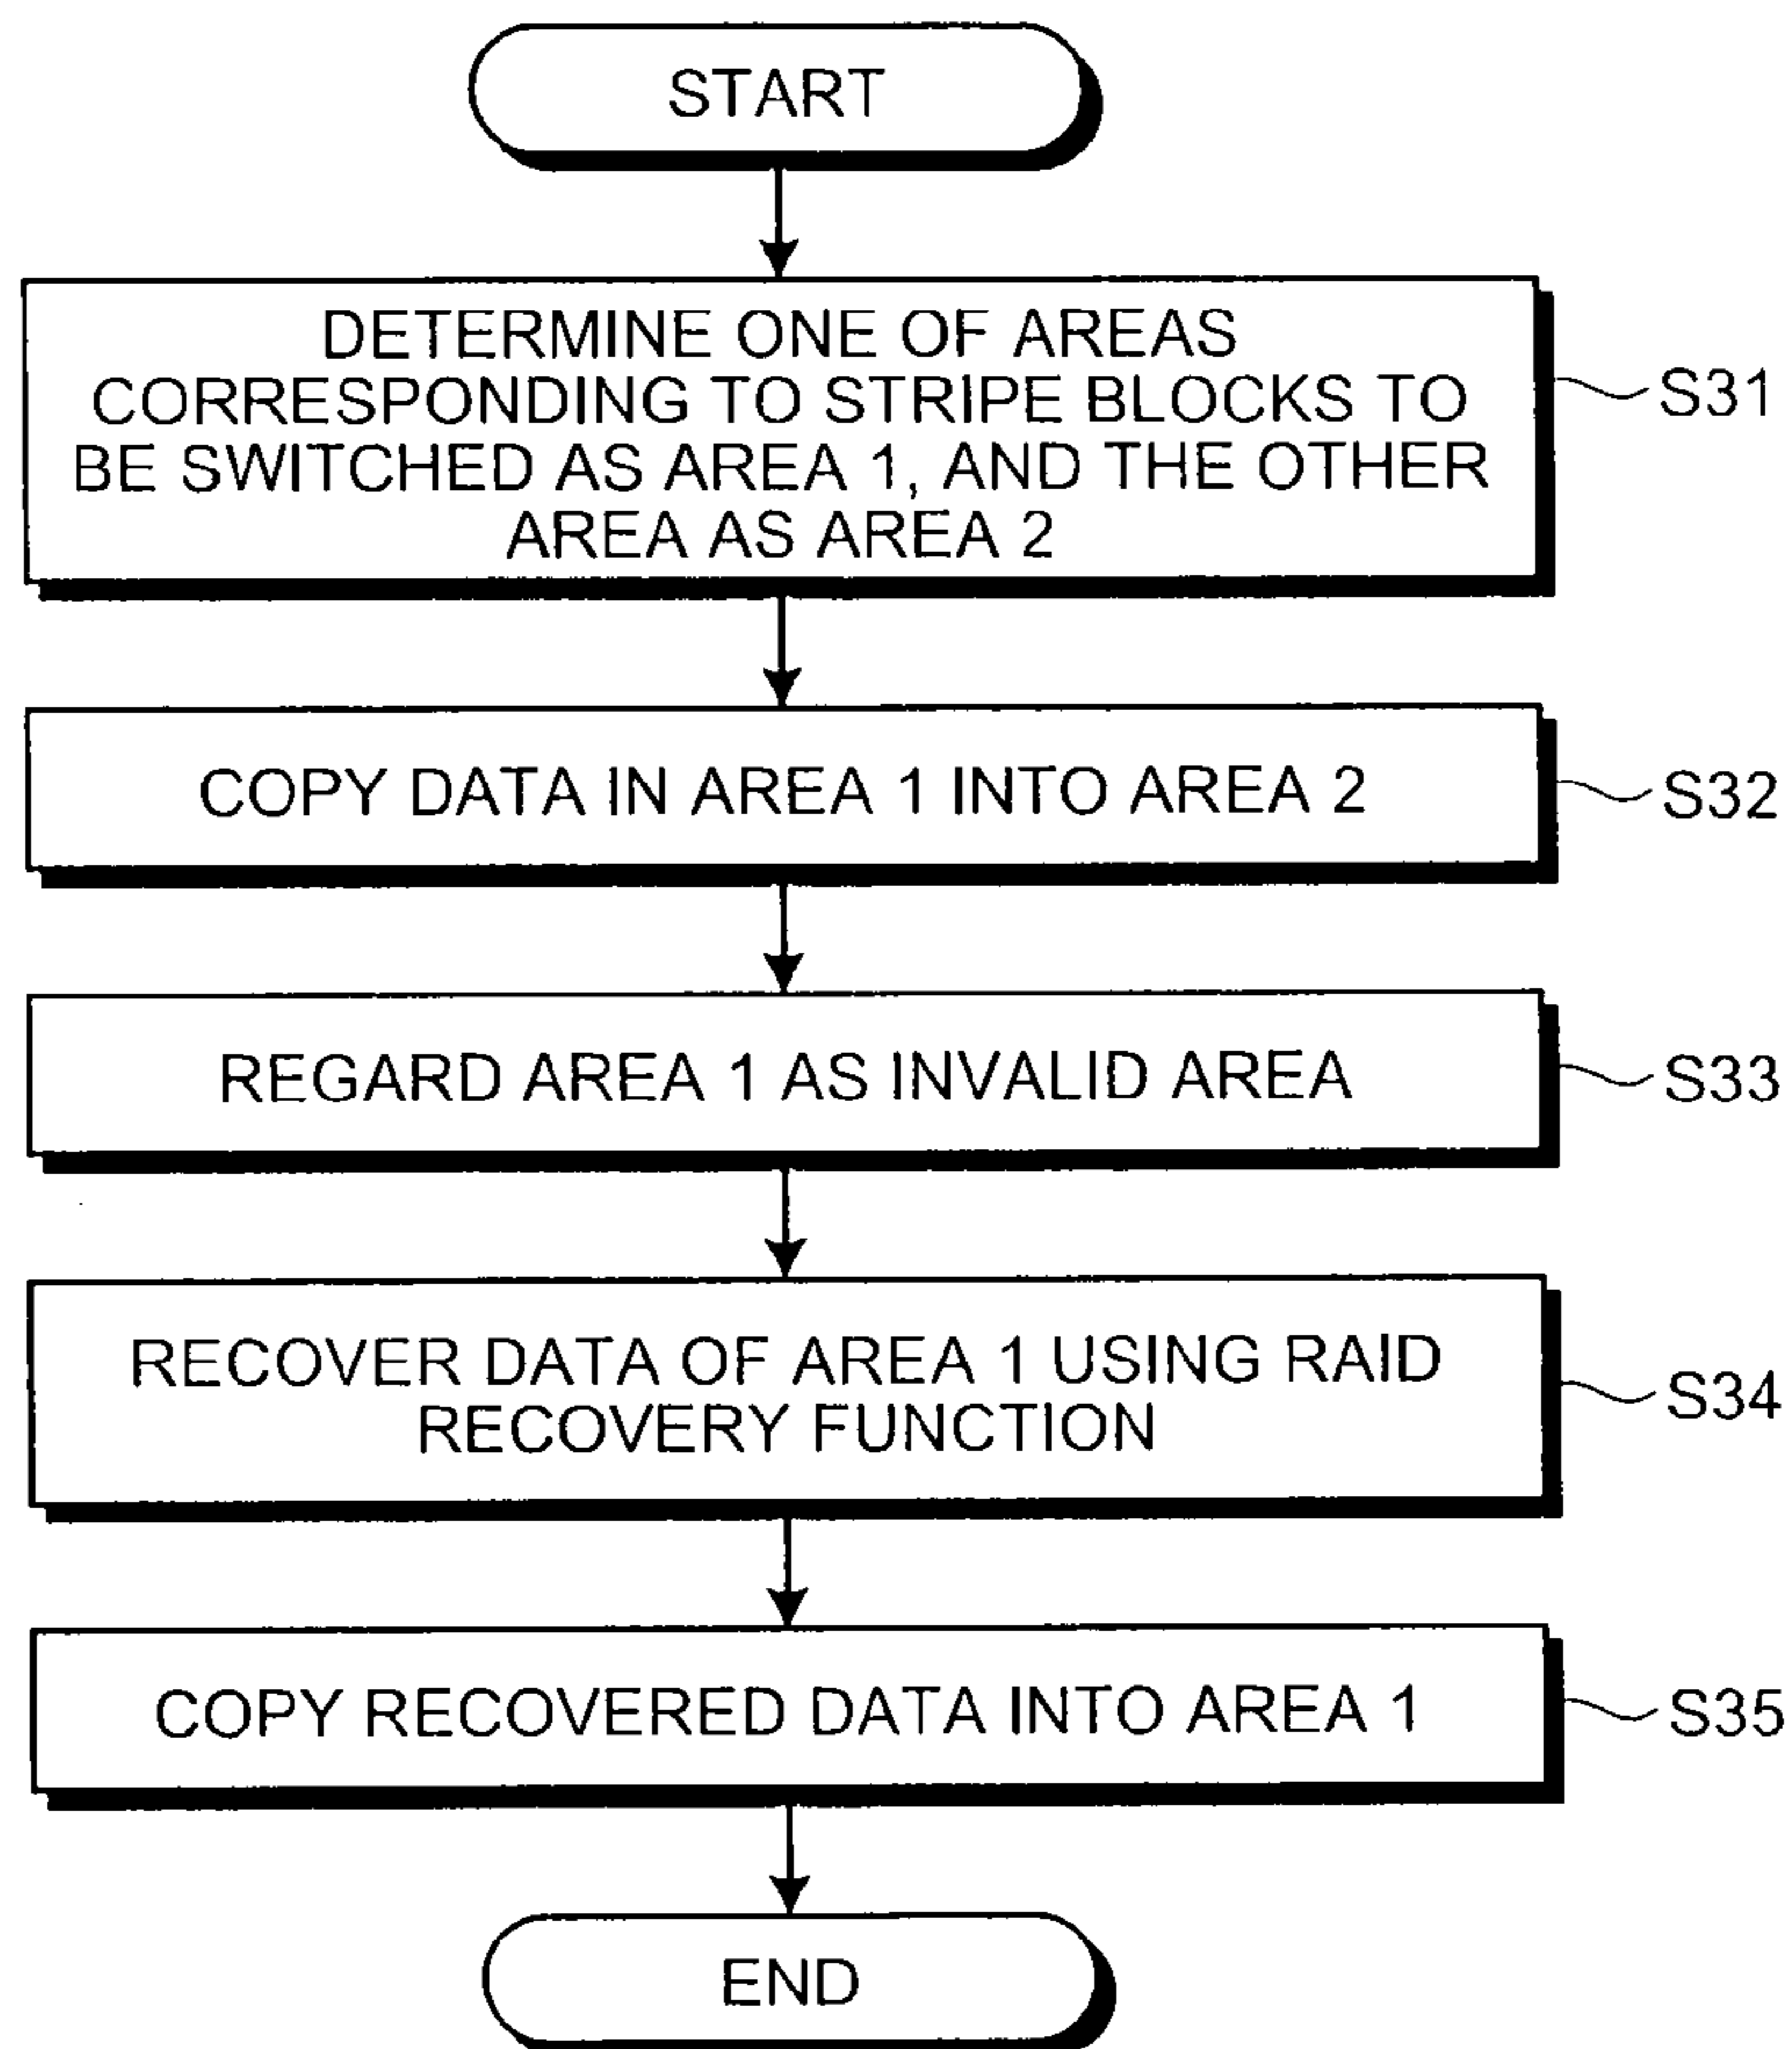 START
DETERMINE ONE OF AREAS
CORRESPONDING TO STRIPE BLOCKS TO
BE SWITCHED AS AREA 1, AND THE OTHER
AREA AS AREA 2
S31
COPY DATA IN AREA 1 INTO AREA 2
S32
REGARD AREA 1 AS INVALID AREA
S33
RECOVER DATA OF AREA 1 USING RAID
RECOVERY FUNCTION
S34
COPY RECOVERED DATA INTO AREA 1
S35
END